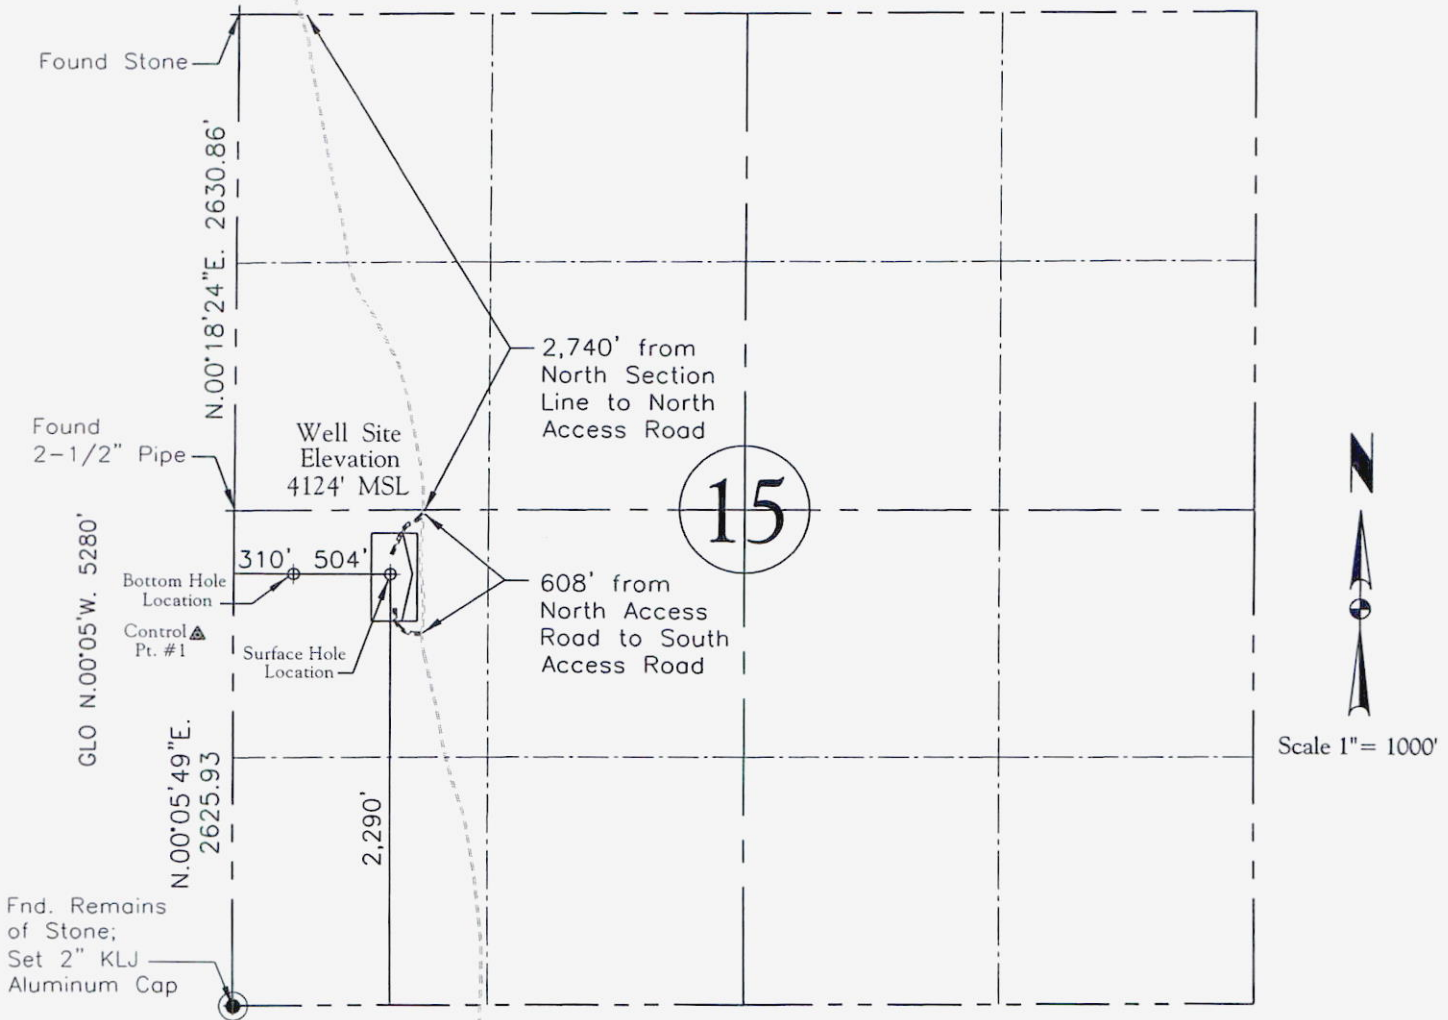 Found Stone
N.00°18'24"E. 2630.86'
2,740' from
North Section
Line to North
Access Road
Found
2-1/2" Pipe
Well Site
Elevation
4124' MSL
15
N
310' 504'
Bottom Hole
Location
Control
Pt. #1
Surface Hole
Location
608' from
North Access
Road to South
Access Road
GLO N.00°05'W. 5280'
Scale 1"= 1000'
N.00°05'49"E.
2625.93
2,290'
Fnd. Remains
of Stone;
Set 2" KLJ
Aluminum Cap